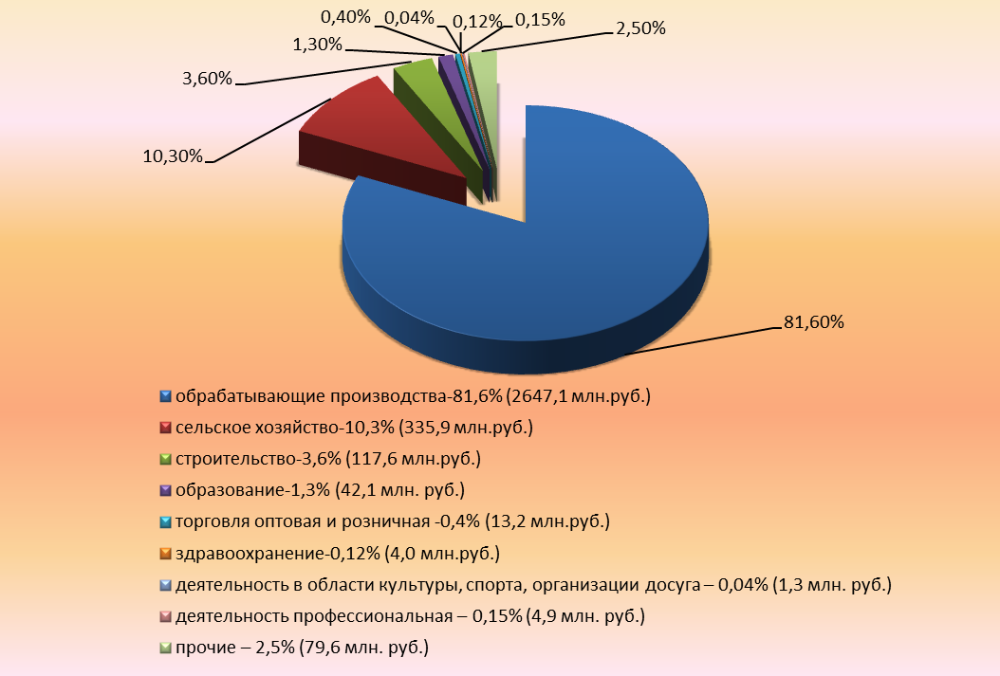 0,40%
0,04%
0,12%
0,15%
2,50%
1,30%
3,60%
10,30%
81,60%
обрабатывающие производства-81,6% (2647,1 млн.руб.)
сельское хозяйство-10,3% (335,9 млн.руб.)
строительство-3,6% (117,6 млн.руб.)
образование-1,3% (42,1 млн. руб.)
торговля оптовая и розничная -0,4% (13,2 млн.руб.)
здравоохранение-0,12% (4,0 млн.руб.)
деятельность в области культуры, спорта, организации досуга – 0,04% (1,3 млн. руб.)
деятельность профессиональная – 0,15% (4,9 млн. руб.)
прочие – 2,5% (79,6 млн. руб.)